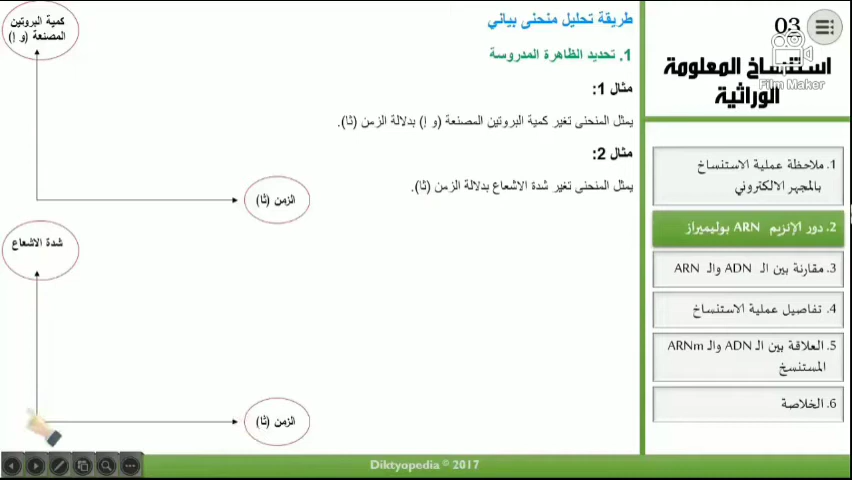 03
استنساخ المعلومة
الوراثية
Film Maker
1. ملاحظة عملية الاستنساخ
بالمجهر الالكتروني
2. دور الإنزيم ARN بوليميراز
3. مقارنة بين الـ ADN والـ ARN
4. تفاصيل عملية الاستنساخ
5. العلاقة بين الـ ADN والـ ARNm
المستنسخ
6. الخلاصة
طريقة تحليل منحنى بياني
1. تحديد الظاهرة المدروسة
مثال 1:
يمثل المنحنى تغير كمية البروتين المصنعة (و إ) بدلالة الزمن (ثا).
مثال 2:
يمثل المنحنى تغير شدة الاشعاع بدلالة الزمن (ثا).
كمية البروتين
المصنعة (و إ)
الزمن (ثا)
شدة الاشعاع
الزمن (ثا)
Diktyopedia © 2017